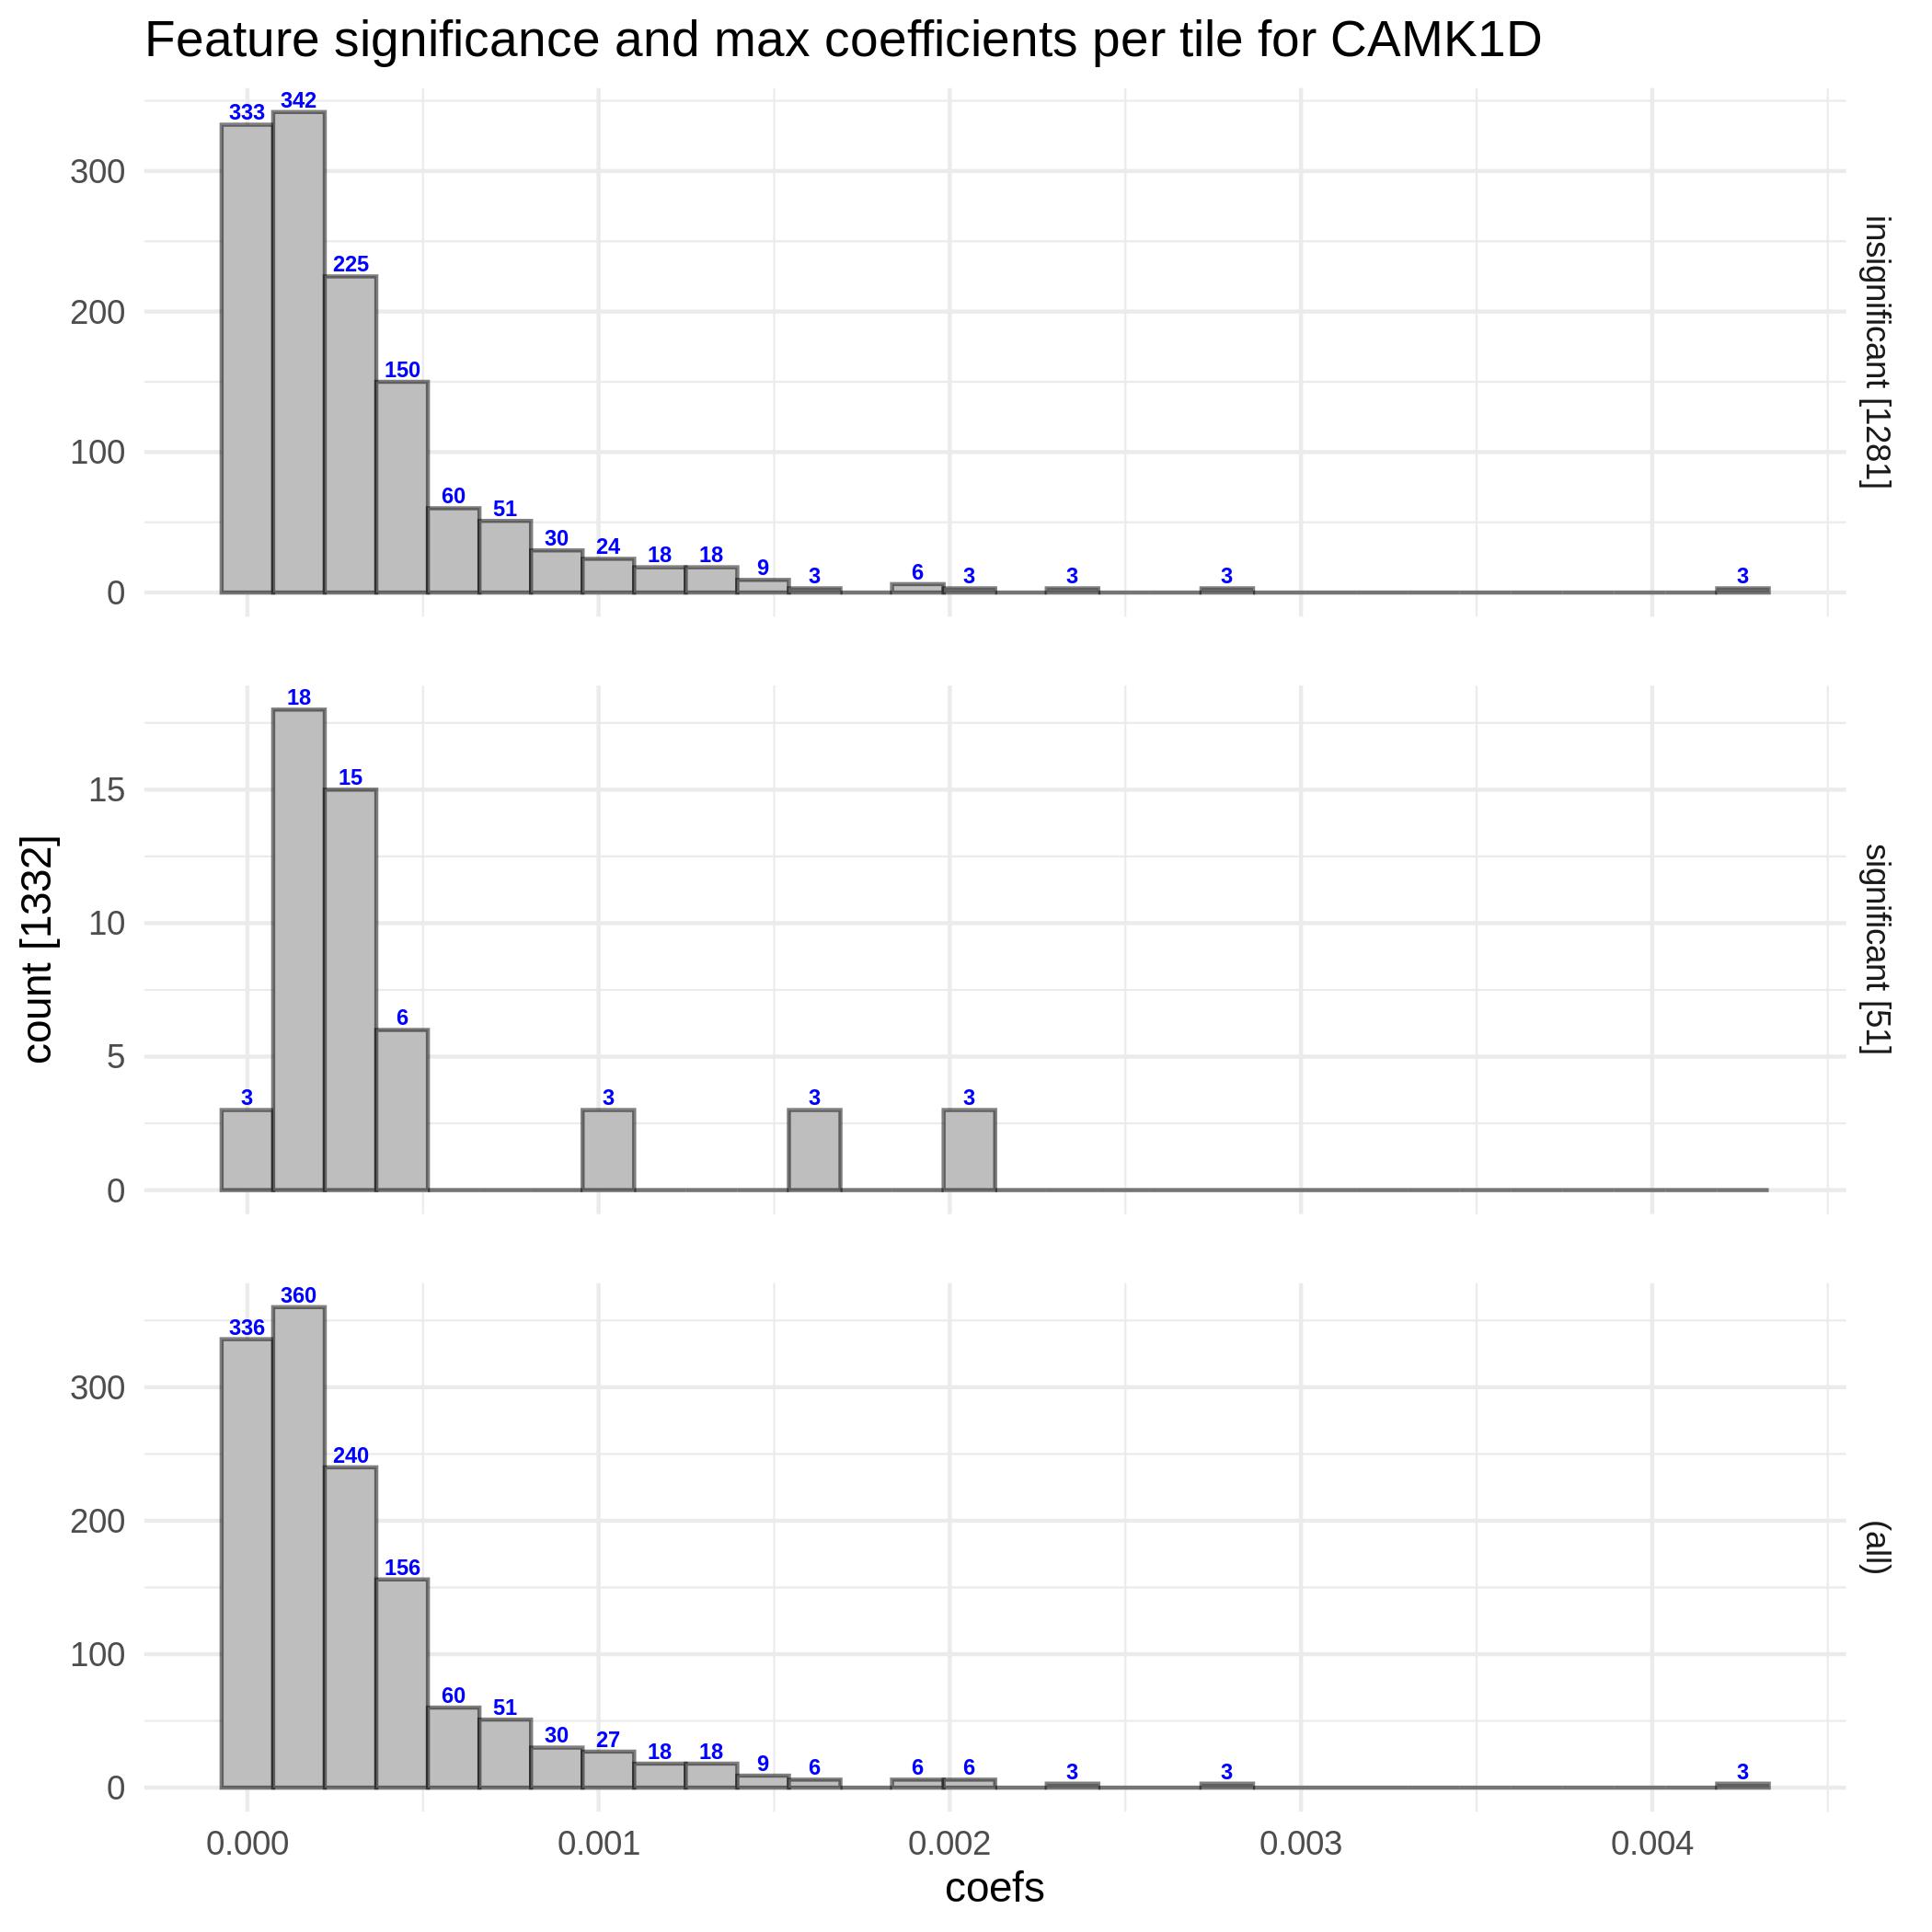 Feature significance and max coefficients per tile for CAMK1D
333 342 225 150 60 51 30 24 18 18 9 3 6 3 3 3 3
300
200
100
0
insignificant [1281]
3 18 15 6 3 3 3
15
10
5
0
significant [51]
count [1332]
336 360 240 156 60 51 30 27 18 18 9 6 6 6 3 3 3
300
200
100
0
(all)
0.000 0.001 0.002 0.003 0.004
coefs